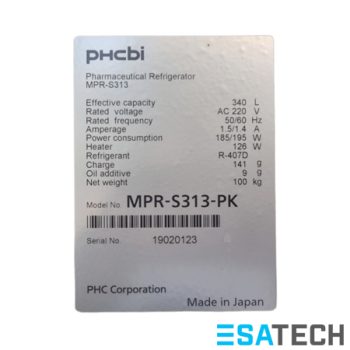 PHCbi
Pharmaceutical Refrigerator
MPR-S313
Effective capacity 340 L
Rated voltage AC 220 V
Rated frequency 50/60 Hz
Amperage 1.5/1.4 A
Power consumption 185/195 W
Heater 126 W
Refrigerant R-407D
Charge 141 g
Oil additive 9 g
Net weight 100 kg
Model No MPR-S313-PK
Serial No. 19020123
PHC Corporation
Made in Japan
ESATECH